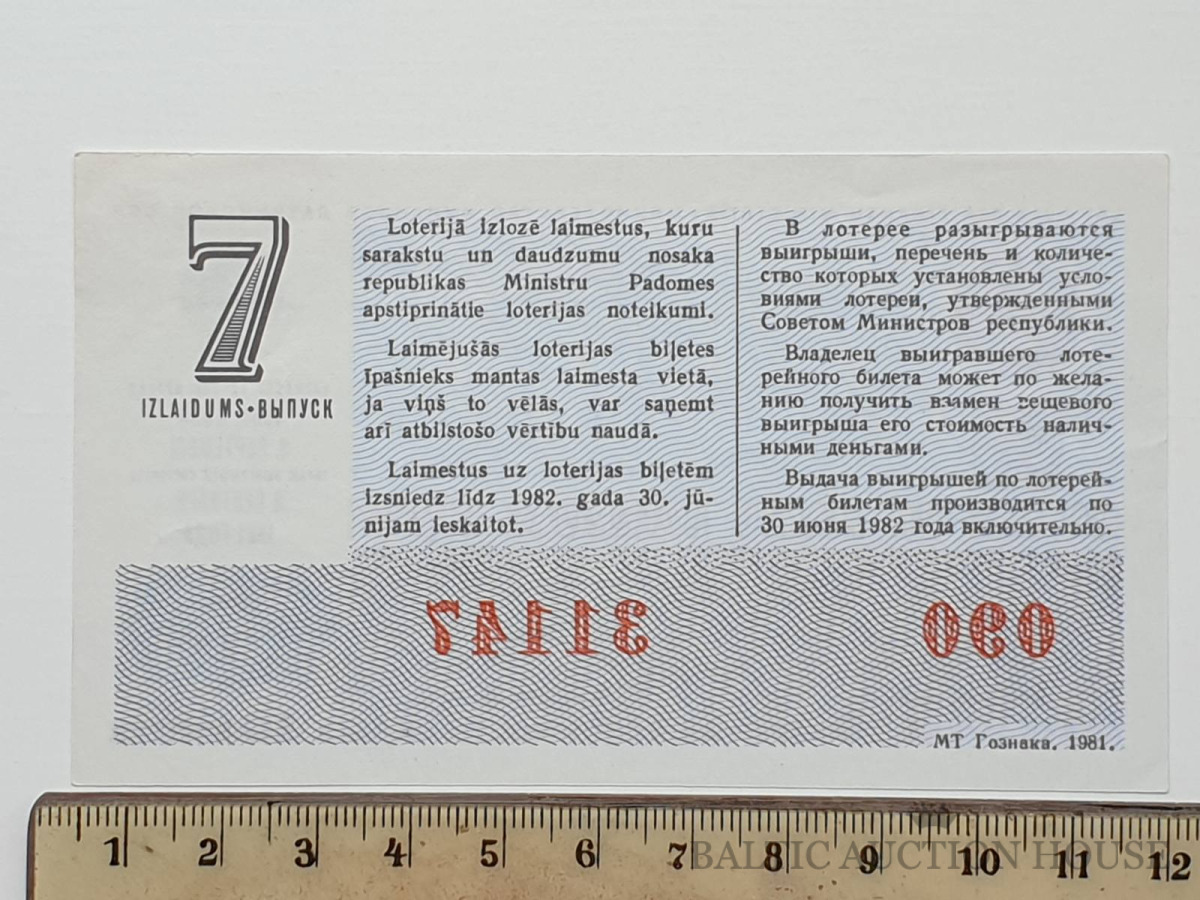 7
IZLAIDUMS•ВЫПУСК
Loterijā izlozē laimestus, kuru
sarakstu un daudzumu nosaka
republikas Ministru Padomes
apstiprinātie loterijas noteikumi.
Laimējušās loterijas biļetes
īpašnieks mantas laimesta vietā,
ja viņš to vēlās, var saņemt
arī atbilstošo vērtību naudā.
Laimestus uz loterijas biļetēm
izsniedz līdz 1982. gada 30. jū-
nijam ieskaitot.
В лотерее разыгрываются
выигрыши, перечень и количе-
ство которых установлены усло-
виями лотереи, утвержденными
Советом Министров республики.
Владелец выигравшего лоте-
рейного билета может по жела-
нию получить взамен вещевого
выигрыша его стоимость налич-
ными деньгами.
Выдача выигрышей по лотерей-
ным билетам производится по
30 июня 1982 года включительно.
31147
090
МТ Гознака. 1981.
1 2 3 4 5 6 7 8 9 10 11 12
BALTIC AUCTION HOUSE